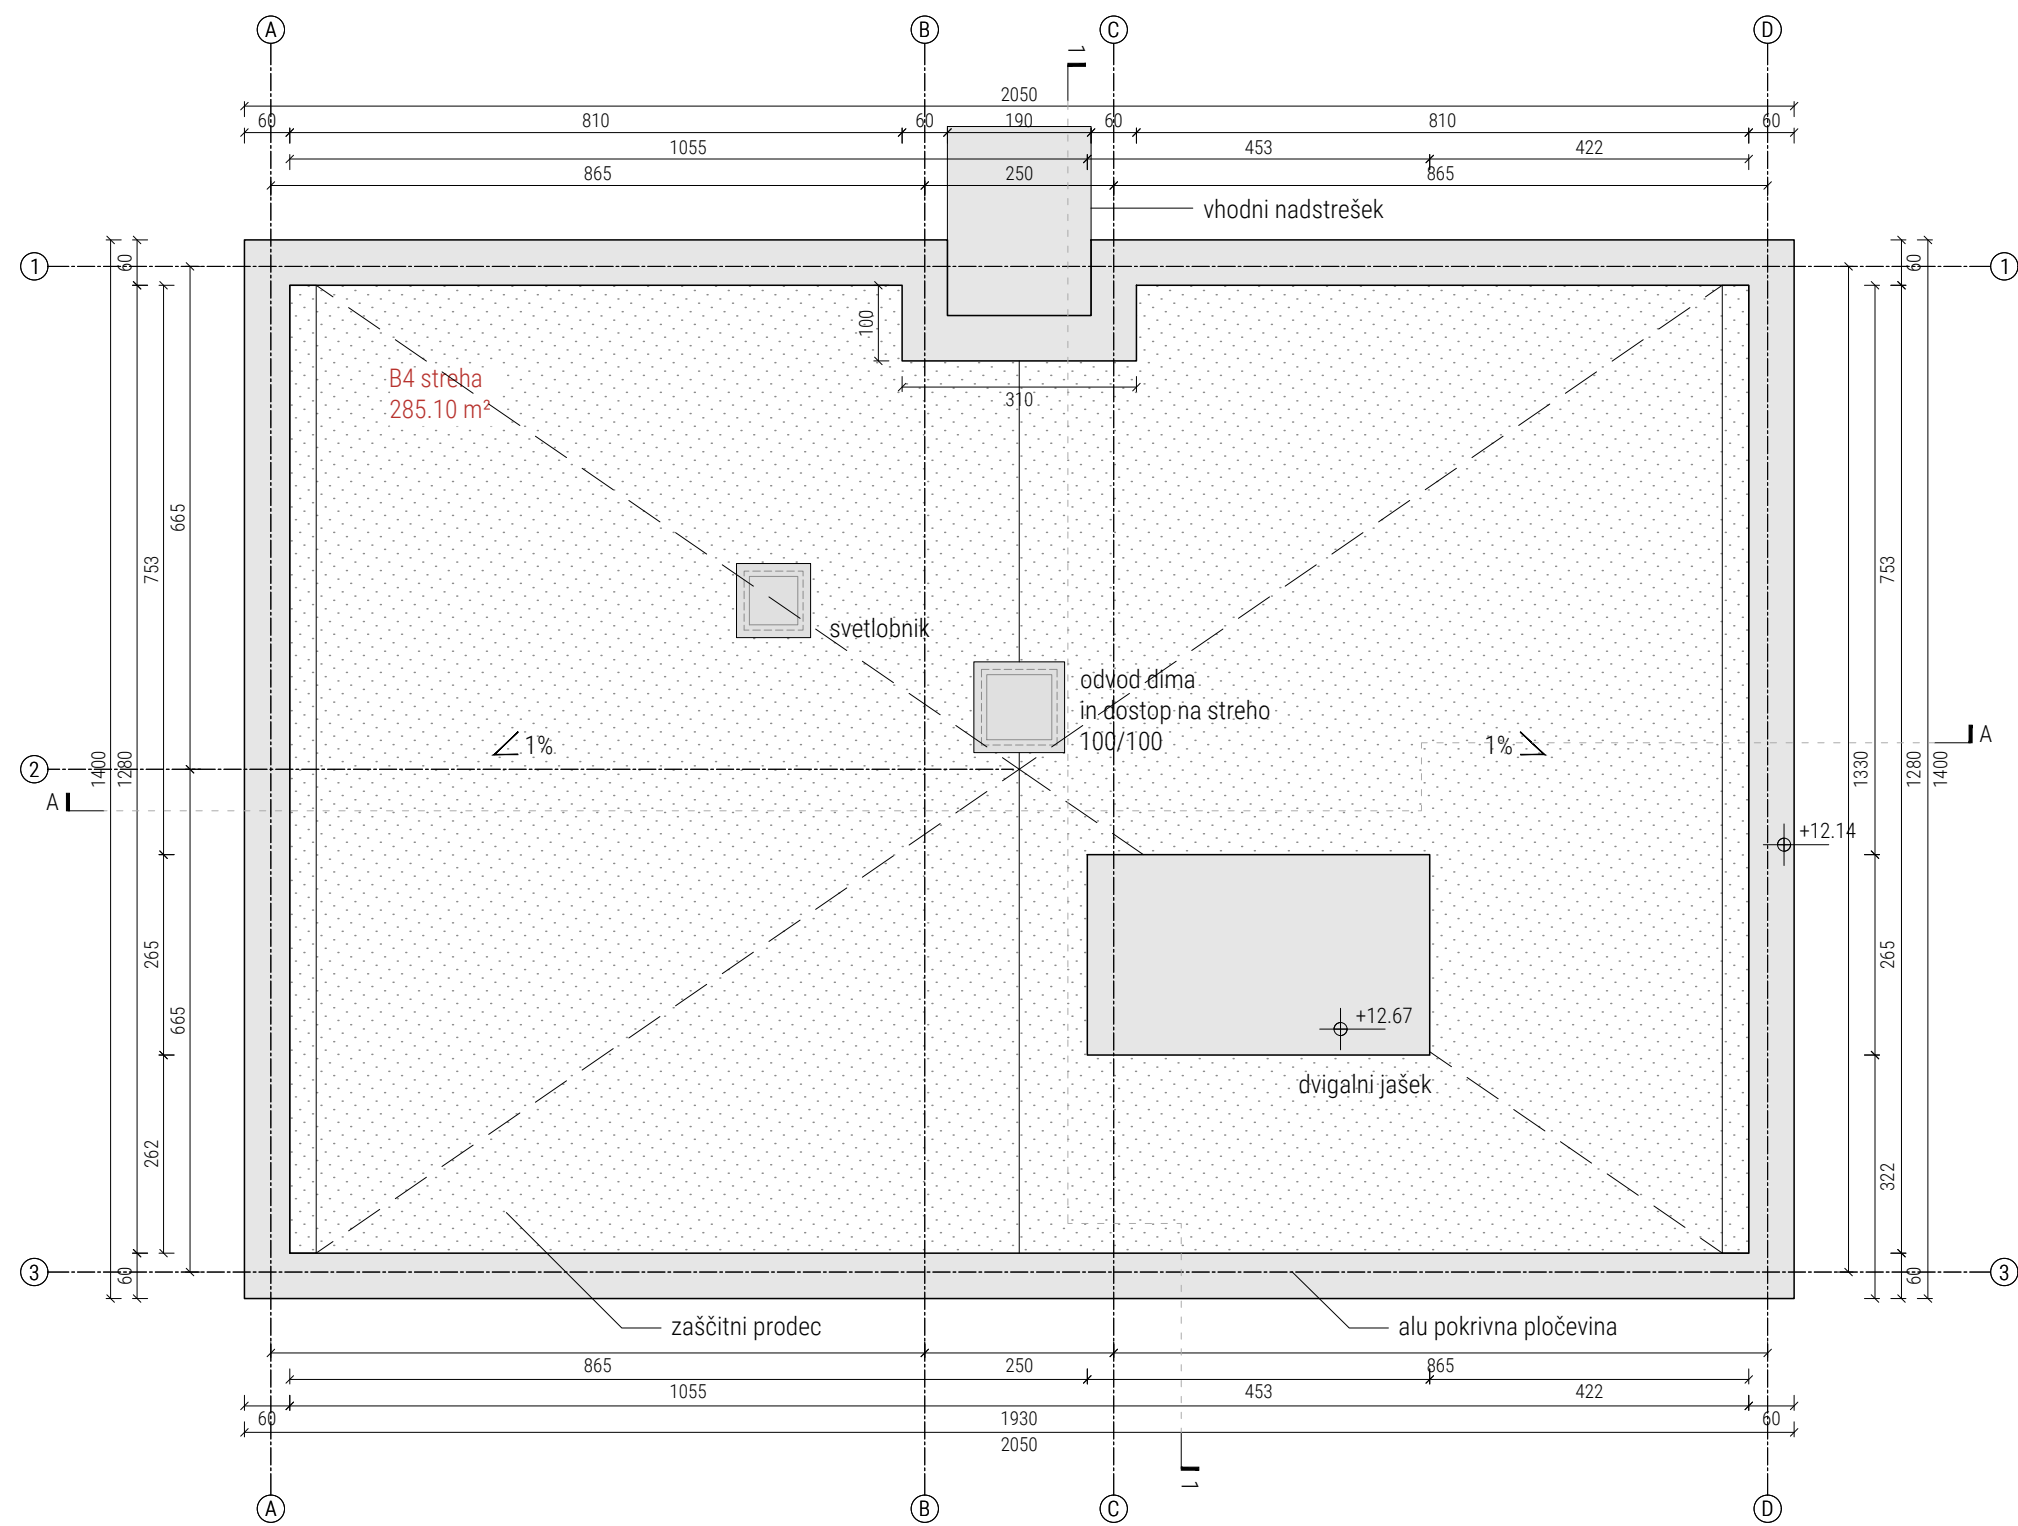 A B C D
1
2050
60 810 60 190 60 810 60
1055 453 422
865 250 865
vhodni nadstrešek
1 60 60 1
100
310
B4 streha
285.10 m²
665
753 753
svetlobnik
odvod dima
in dostop na streho
100/100
1% 1%
A
2 1400 1280 1330 1280 1400
A
+12.14
265 265
665
+12.67
dvigalni jašek
262 322
3 60 60 3
zaščitni prodec
alu pokrivna pločevina
865 250 865
1055 453 422
60 1930 60
2050
1
A B C D